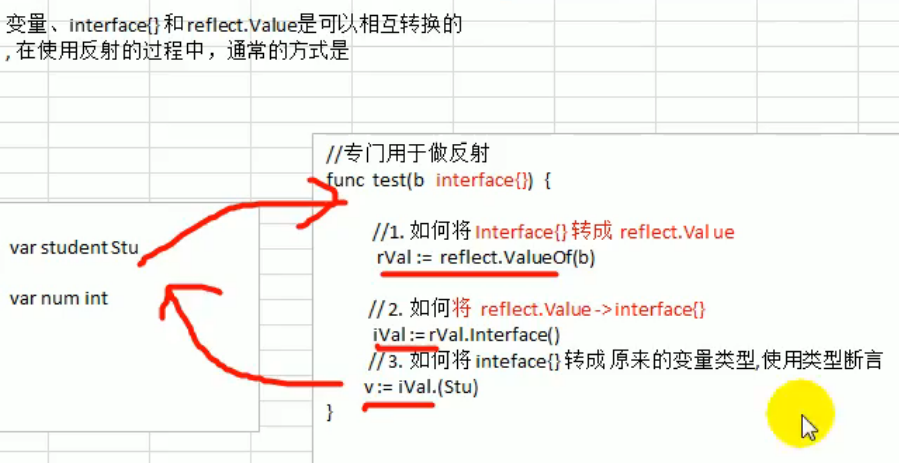 变量、interface{} 和 reflect.Value是可以相互转换的
, 在使用反射的过程中，通常的方式是
//专门用于做反射
func test(b interface{}) {
//1. 如何将 Interface{} 转成 reflect.Value
rVal := reflect.ValueOf(b)
// 2. 如何将 reflect.Value ->interface{}
iVal := rVal.Interface()
// 3. 如何将 inteface{} 转成 原来的变量类型,使用类型断言
v := iVal.(Stu)
}
var student Stu
var num int